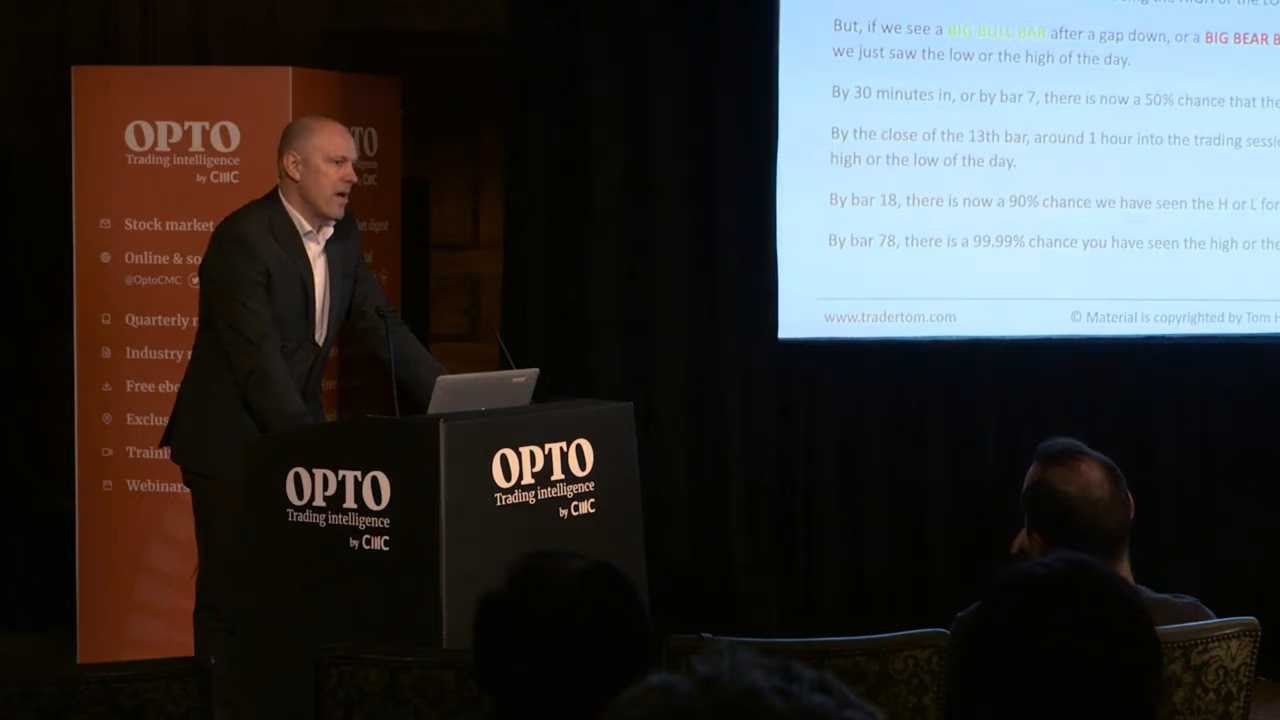 OPTO
Trading intelligence
by CMC
Stock market
Online & so
@OptoCMC
Quarterly r
Industry r
Free ebo
Exclus
Traini
Webinars
TO
OPTO
Trading intelligence
by CMC
OPTO
Trading intelligence
by CMC
But, if we see a BIG BULL BAR after a gap down, or a BIG BEAR B
we just saw the low or the high of the day.
By 30 minutes in, or by bar 7, there is now a 50% chance that the
By the close of the 13th bar, around 1 hour into the trading sessi
high or the low of the day.
By bar 18, there is now a 90% chance we have seen the H or L for
By bar 78, there is a 99.99% chance you have seen the high or the
www.tradertom.com
© Material is copyrighted by Tom H